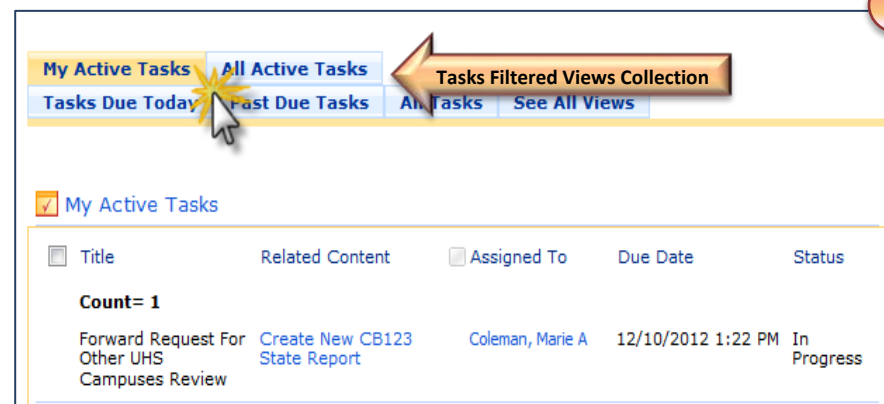 My Active Tasks All Active Tasks
Tasks Filtered Views Collection
Tasks Due Today Past Due Tasks All Tasks See All Views
My Active Tasks
Title Related Content Assigned To Due Date Status
Count= 1
Forward Request For Create New CB123 Coleman, Marie A 12/10/2012 1:22 PM In
Other UHS State Report Progress
Campuses Review